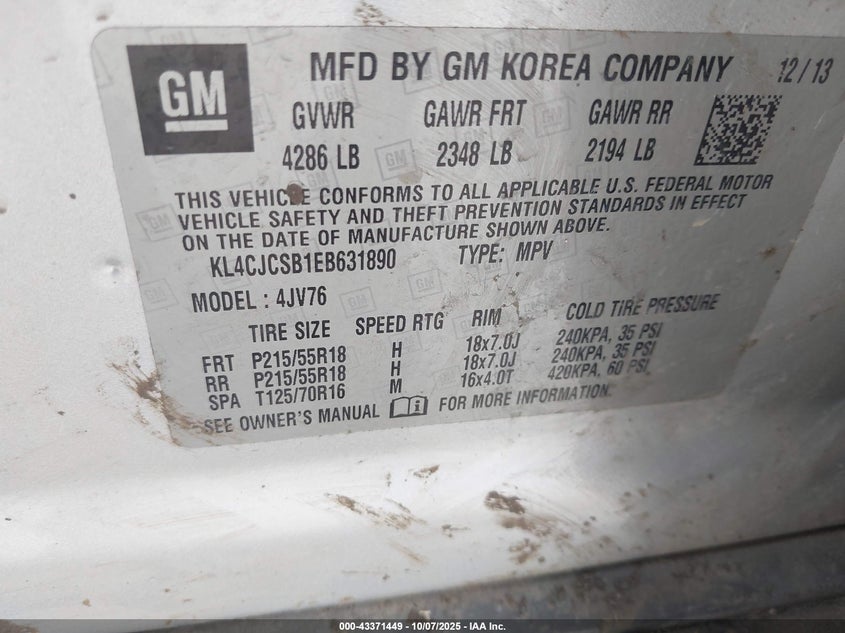 GM MFD BY GM KOREA COMPANY 12/13
GVWR GAWR FRT GAWR RR
4286 LB 2348 LB 2194 LB
THIS VEHICLE CONFORMS TO ALL APPLICABLE U.S. FEDERAL MOTOR
VEHICLE SAFETY AND THEFT PREVENTION STANDARDS IN EFFECT
ON THE DATE OF MANUFACTURE SHOWN ABOVE.
KL4CJCSB1EB631890 TYPE: MPV
MODEL : 4JV76
TIRE SIZE SPEED RTG RIM COLD TIRE PRESSURE
FRT P215/55R18 H 18x7.0J 240KPA, 35 PSI
RR P215/55R18 H 18x7.0J 240KPA, 35 PSI
SPA T125/70R16 M 16x4.0T 420KPA, 60 PSI
SEE OWNER'S MANUAL FOR MORE INFORMATION.
000-43371449 - 10/07/2025 - IAA Inc.